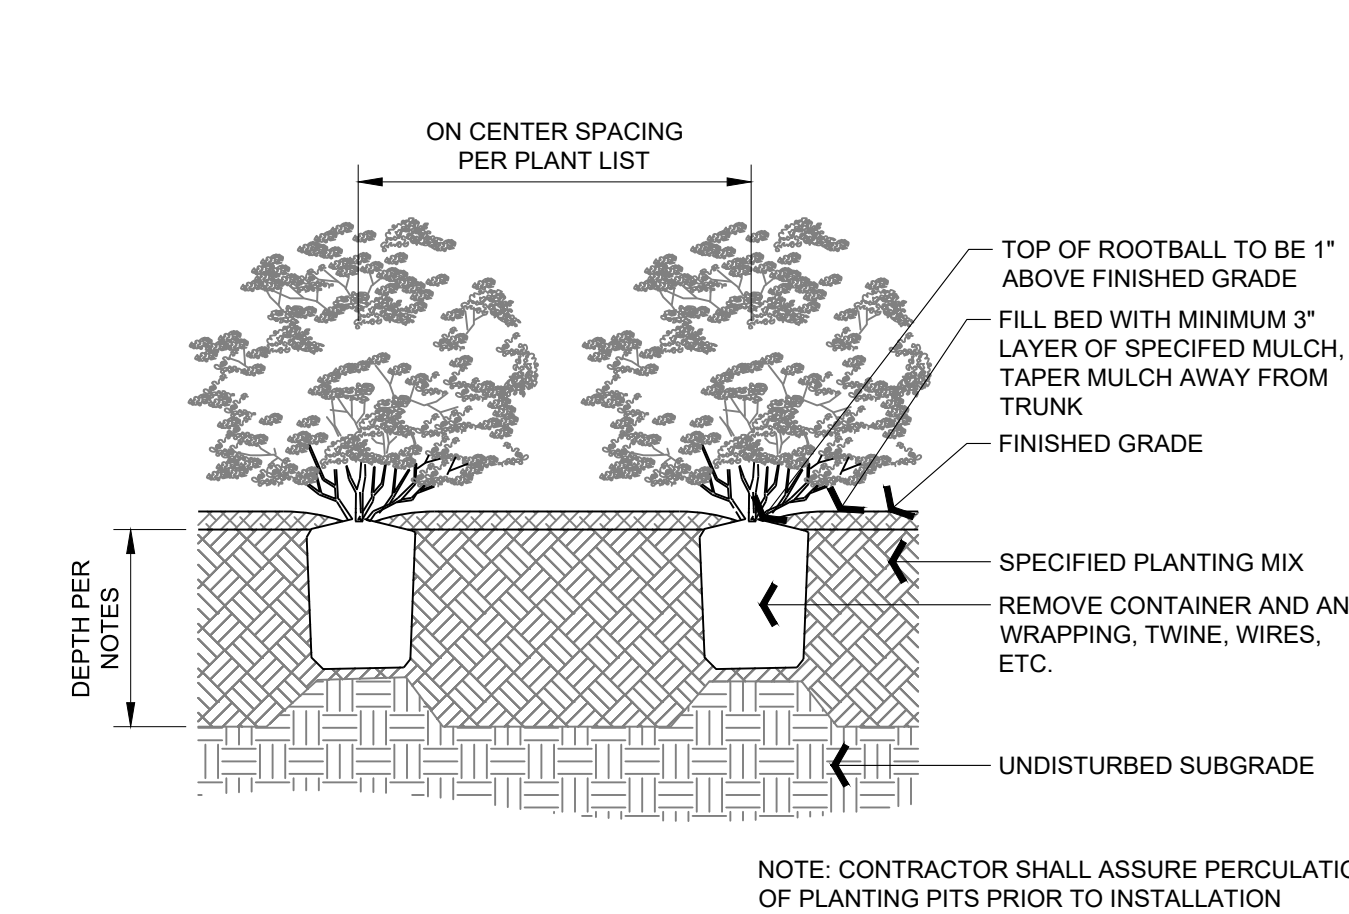 ON CENTER SPACING
PER PLANT LIST
TOP OF ROOTBALL TO BE 1"
ABOVE FINISHED GRADE
FILL BED WITH MINIMUM 3"
LAYER OF SPECIFED MULCH,
TAPER MULCH AWAY FROM
TRUNK
FINISHED GRADE
DEPTH PER
NOTES
SPECIFIED PLANTING MIX
REMOVE CONTAINER AND AN
WRAPPING, TWINE, WIRES,
ETC.
UNDISTURBED SUBGRADE
NOTE: CONTRACTOR SHALL ASSURE PERCULATIO
OF PLANTING PITS PRIOR TO INSTALLATION